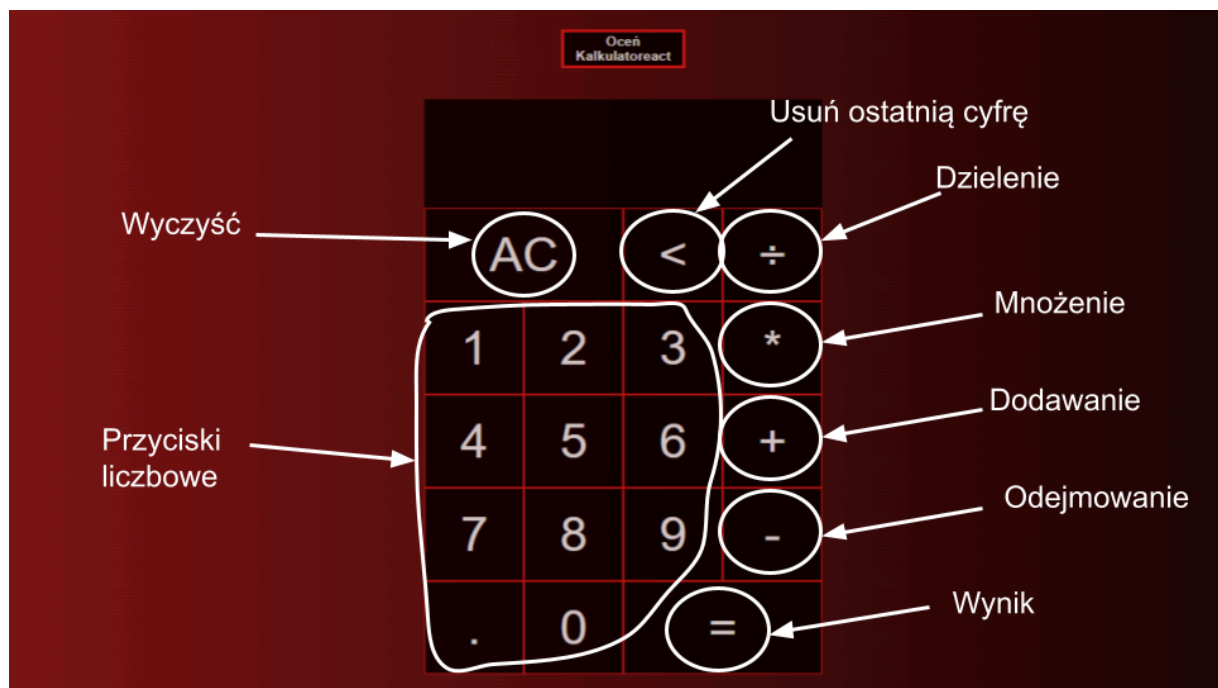 Oceń
Kalkulatoreact
Usuń ostatnią cyfrę
Dzielenie
Wyczyść
AC
<
÷
Mnożenie
1
2
3
*
Dodawanie
Przyciski
liczbowe
4
5
6
+
Odejmowanie
7
8
9
-
Wynik
.
0
=